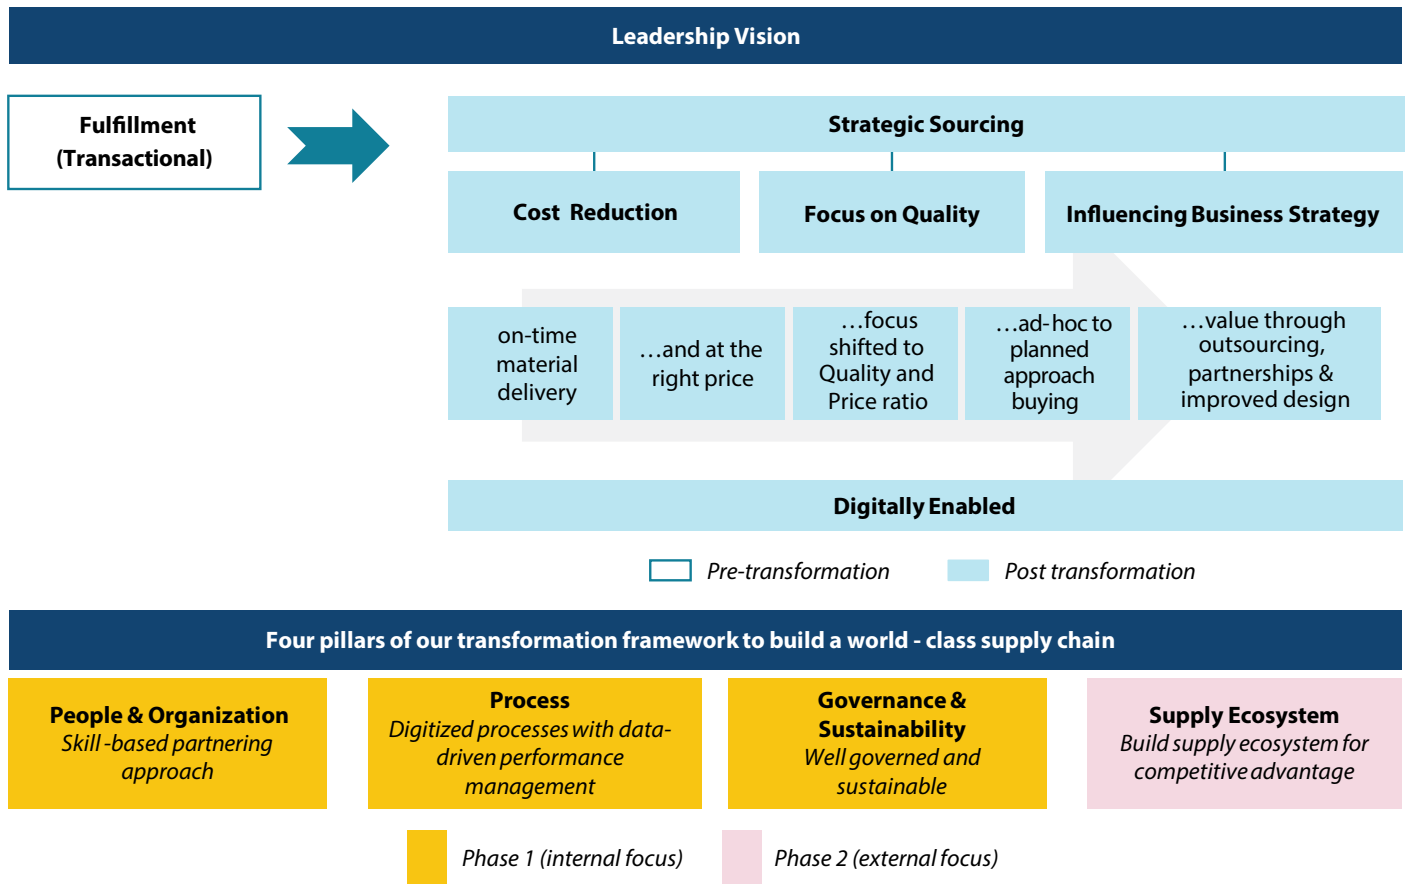 Leadership Vision
Fulfillment
(Transactional)
Strategic Sourcing
Cost Reduction
Focus on Quality
Influencing Business Strategy
on-time
material
delivery
...and at the
right price
...focus
shifted to
Quality and
Price ratio
...ad-hoc to
planned
approach
buying
...value through
outsourcing,
partnerships &
improved design
Digitally Enabled
Pre-transformation
Post transformation
Four pillars of our transformation framework to build a world - class supply chain
People & Organization
Skill -based partnering
approach
Process
Digitized processes with data-
driven performance
management
Governance &
Sustainability
Well governed and
sustainable
Supply Ecosystem
Build supply ecosystem for
competitive advantage
Phase 1 (internal focus)
Phase 2 (external focus)